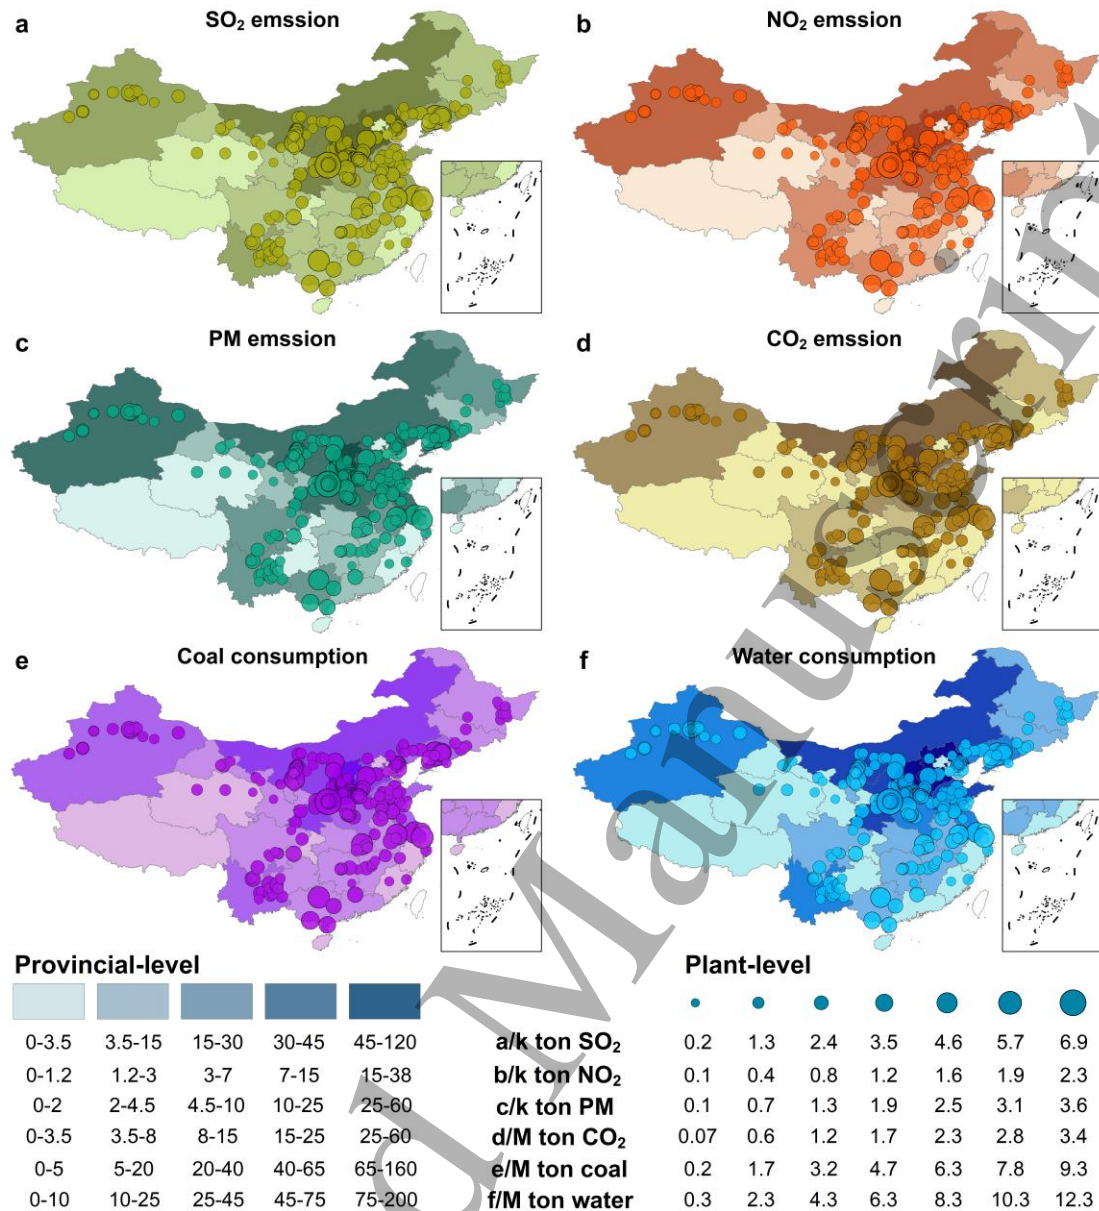 a SO₂ emssion
b NO₂ emssion
c PM emssion
d CO₂ emssion
e Coal consumption
f Water consumption
Provincial-level Plant-level
0-3.5 3.5-15 15-30 30-45 45-120 a/k ton SO₂ 0.2 1.3 2.4 3.5 4.6 5.7 6.9
0-1.2 1.2-3 3-7 7-15 15-38 b/k ton NO₂ 0.1 0.4 0.8 1.2 1.6 1.9 2.3
0-2 2-4.5 4.5-10 10-25 25-60 c/k ton PM 0.1 0.7 1.3 1.9 2.5 3.1 3.6
0-3.5 3.5-8 8-15 15-25 25-60 d/M ton CO₂ 0.07 0.6 1.2 1.7 2.3 2.8 3.4
0-5 5-20 20-40 40-65 65-160 e/M ton coal 0.2 1.7 3.2 4.7 6.3 7.8 9.3
0-10 10-25 25-45 45-75 75-200 f/M ton water 0.3 2.3 4.3 6.3 8.3 10.3 12.3
d Manuscrip